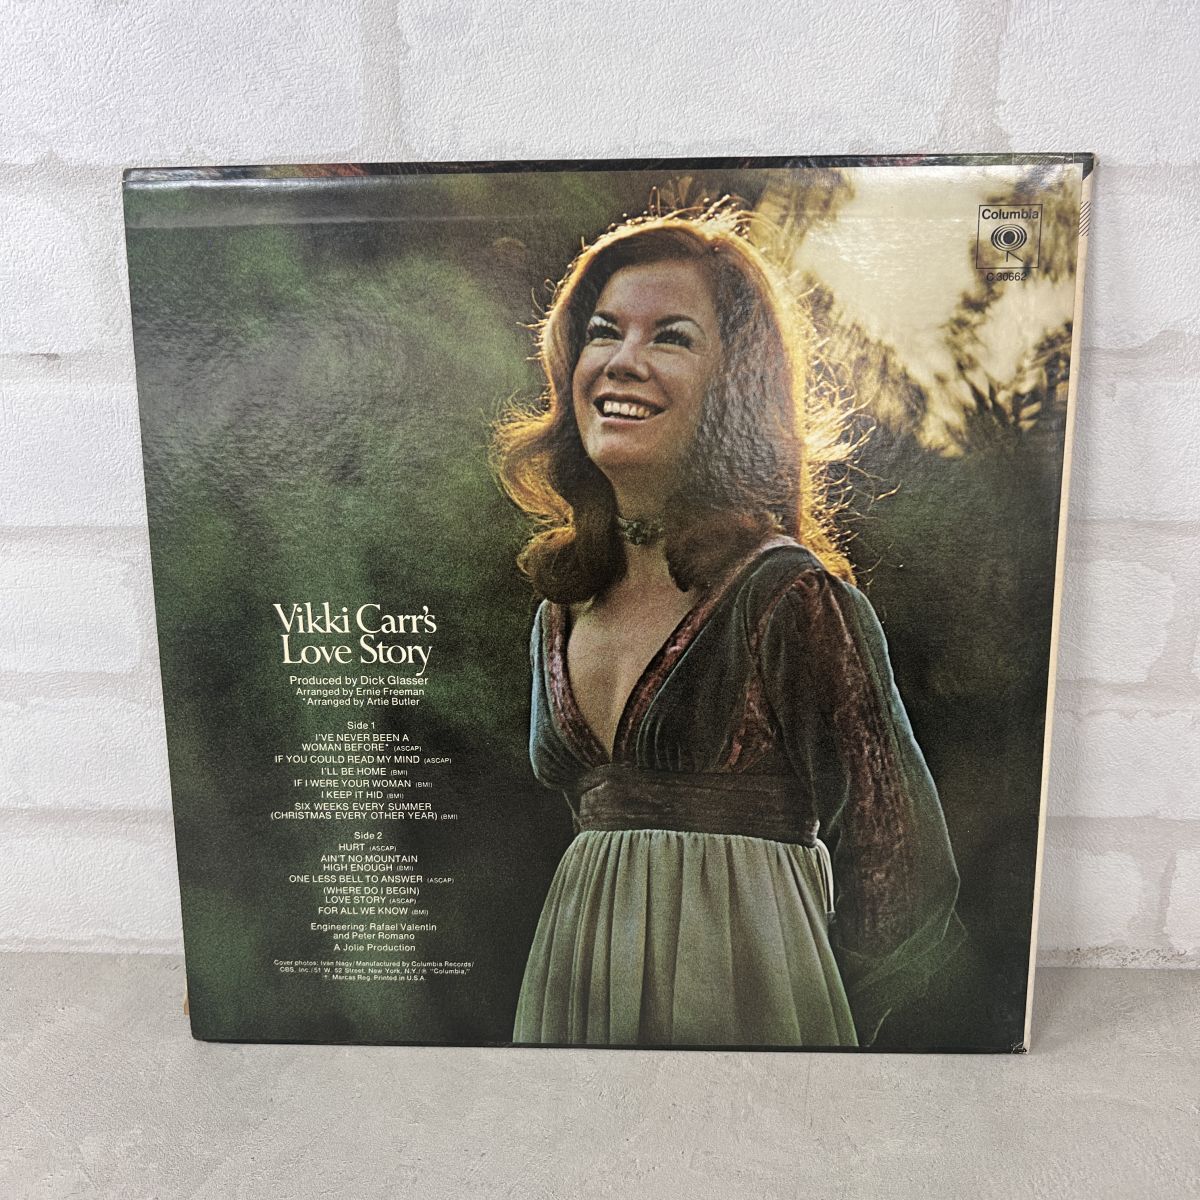 Columbia
C 30662
Vikki Carr's
Love Story
Produced by Dick Glasser
Arranged by Ernie Freeman
*Arranged by Artie Butler
Side 1
I'VE NEVER BEEN A
WOMAN BEFORE* (ASCAP)
IF YOU COULD READ MY MIND (ASCAP)
I'LL BE HOME (BMI)
IF I WERE YOUR WOMAN (BMI)
I KEEP IT HID (BMI)
SIX WEEKS EVERY SUMMER
(CHRISTMAS EVERY OTHER YEAR) (BMI)
Side 2
HURT (ASCAP)
AIN'T NO MOUNTAIN
HIGH ENOUGH (BMI)
ONE LESS BELL TO ANSWER (ASCAP)
(WHERE DO I BEGIN)
LOVE STORY (ASCAP)
FOR ALL WE KNOW (BMI)
Engineering: Rafael Valentin
and Peter Romano
A Jolie Production
Cover photos: Ivan Nagy/Manufactured by Columbia Records/
CBS, Inc./51 W. 52 Street, New York, N.Y./® "Columbia,"
Marcas Reg. Printed in U.S.A.